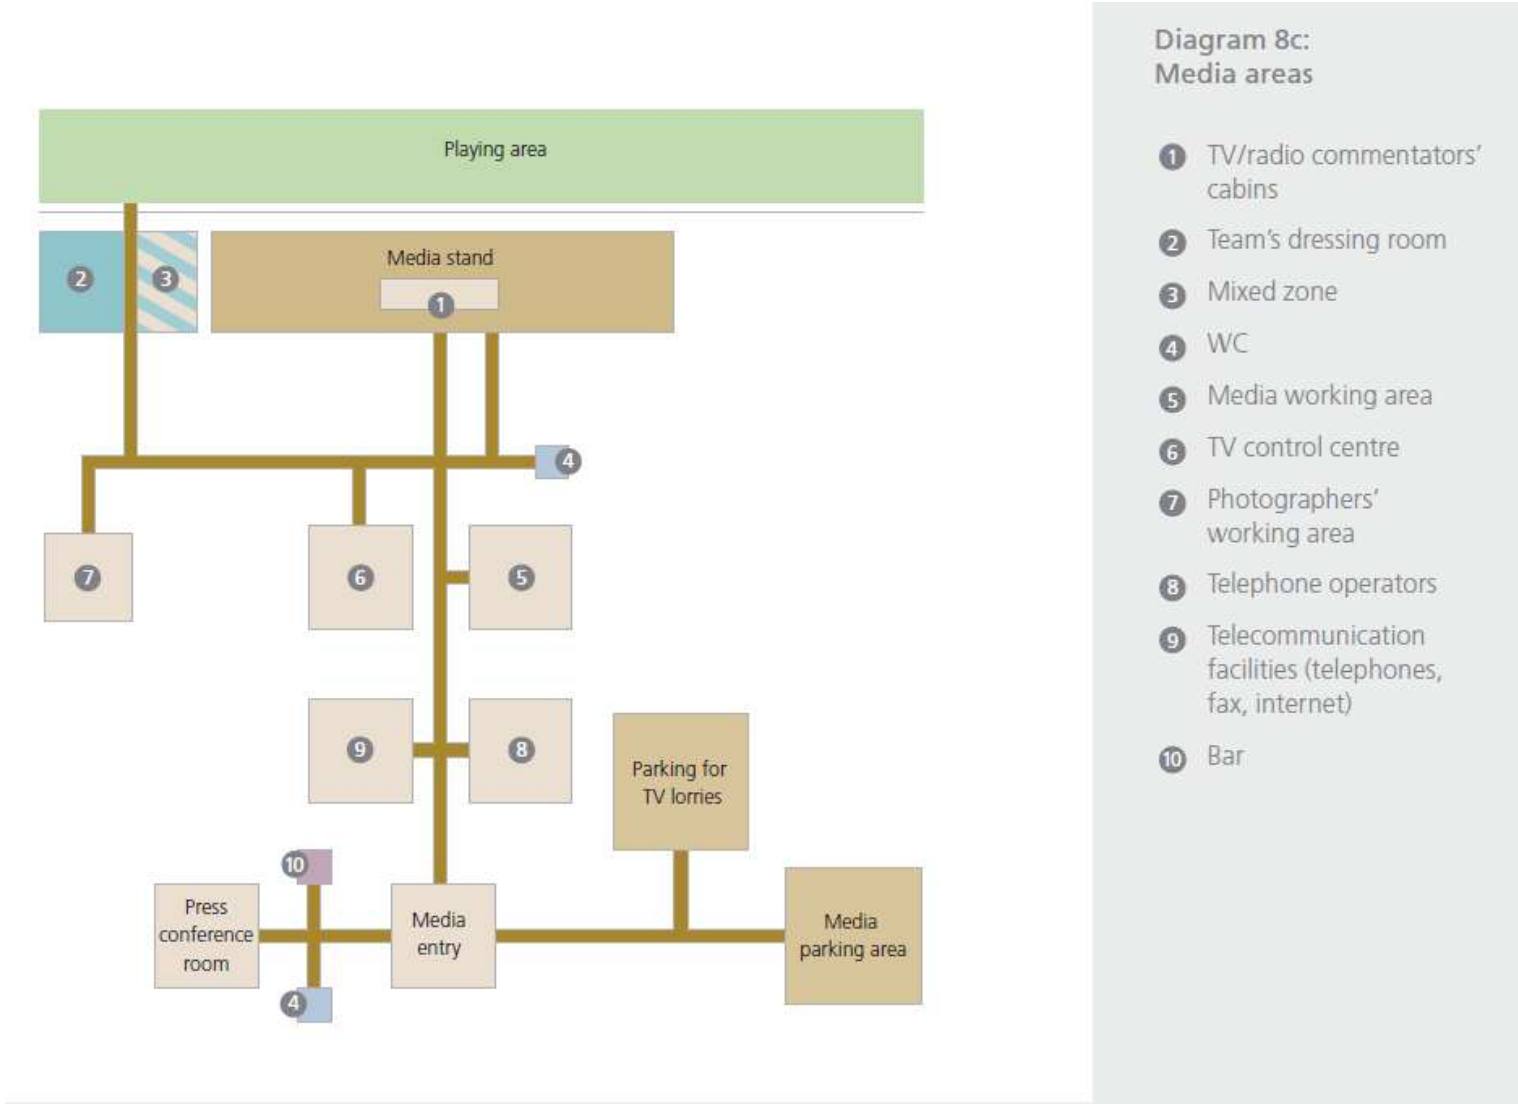 Diagram 8c:
Media areas
Playing area
Media stand
1
2
3
4
7
6
5
9
8
Parking for
TV lorries
10
Press
conference
room
Media
entry
Media
parking area
4
1 TV/radio commentators’
cabins
2 Team’s dressing room
3 Mixed zone
4 WC
5 Media working area
6 TV control centre
7 Photographers’
working area
8 Telephone operators
9 Telecommunication
facilities (telephones,
fax, internet)
10 Bar